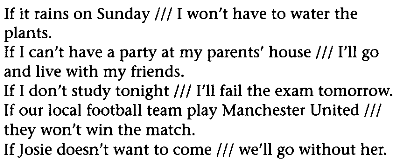 If it rains on Sunday /// I won't have to water the
plants.
If I can't have a party at my parents' house /// I'll go
and live with my friends.
If I don't study tonight /// I'll fail the exam tomorrow.
If our local football team play Manchester United ///
they won't win the match.
If Josie doesn't want to come /// we'll go without her.